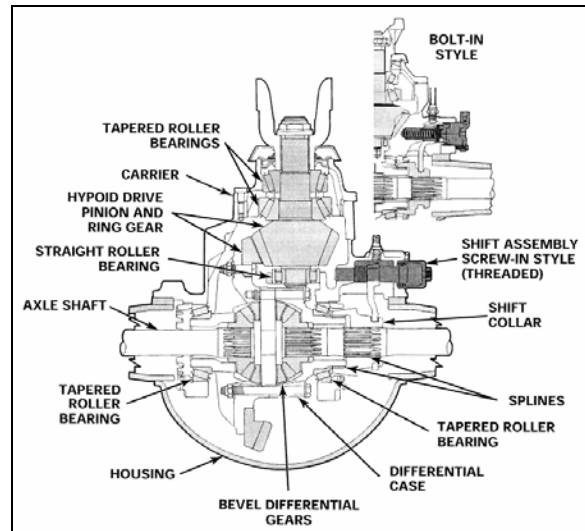 BOLT-IN
STYLE
TAPERED ROLLER
BEARINGS
CARRIER
HYPOID DRIVE
PINION AND
RING GEAR
STRAIGHT ROLLER
BEARING
SHIFT ASSEMBLY
SCREW-IN STYLE
(THREADED)
AXLE SHAFT
SHIFT
COLLAR
TAPERED
ROLLER
BEARING
SPLINES
TAPERED ROLLER
BEARING
HOUSING
DIFFERENTIAL
CASE
BEVEL DIFFERENTIAL
GEARS